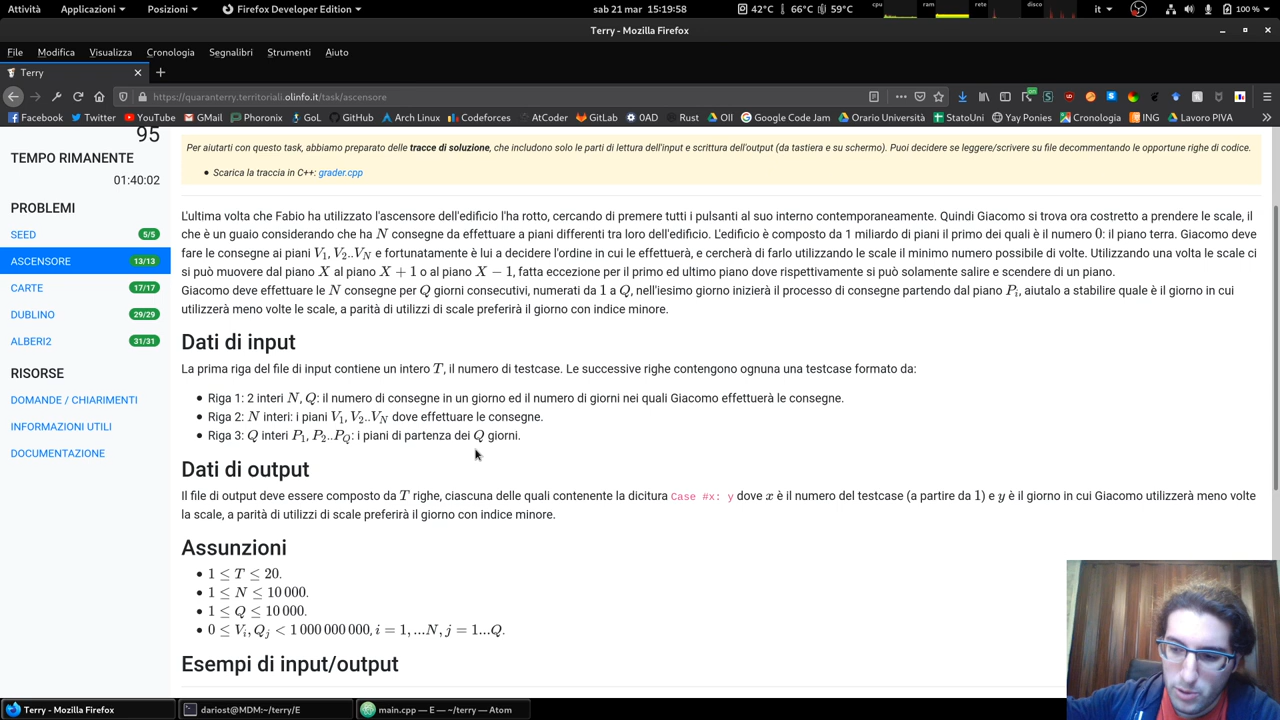 Attività Applicazioni Posizioni Firefox Developer Edition sab 21 mar 15:19:58 42°C 66°C 59°C cpu ram rete disco it 100 %
Terry - Mozilla Firefox
File Modifica Visualizza Cronologia Segnalibri Strumenti Aiuto
Terry
https://quaranterry.territoriali.olinfo.it/task/ascensore
Facebook Twitter YouTube GMail Phoronix GoL GitHub Arch Linux Codeforces AtCoder GitLab OAD Rust OII Google Code Jam Orario Università StatoUni Yay Ponies Cronologia ING Lavoro PIVA
95
TEMPO RIMANENTE
01:40:02
PROBLEMI
SEED 5/5
ASCENSORE 13/13
CARTE 17/17
DUBLINO 29/29
ALBERI2 31/31
RISORSE
DOMANDE / CHIARIMENTI
INFORMAZIONI UTILI
DOCUMENTAZIONE
Per aiutarti con questo task, abbiamo preparato delle tracce di soluzione, che includono solo le parti di lettura dell'input e scrittura dell'output (da tastiera e su schermo). Puoi decidere se leggere/scrivere su file decommentando le opportune righe di codice.
Scarica la traccia in C++: grader.cpp
L'ultima volta che Fabio ha utilizzato l'ascensore dell'edificio l'ha rotto, cercando di premere tutti i pulsanti al suo interno contemporaneamente. Quindi Giacomo si trova ora costretto a prendere le scale, il
che è un guaio considerando che ha N consegne da effettuare a piani differenti tra loro dell'edificio. L'edificio è composto da 1 miliardo di piani il primo dei quali è il numero 0: il piano terra. Giacomo deve
fare le consegne ai piani V1, V2..VN e fortunatamente è lui a decidere l'ordine in cui le effettuerà, e cercherà di farlo utilizzando le scale il minimo numero possibile di volte. Utilizzando una volta le scale ci
si può muovere dal piano X al piano X + 1 o al piano X − 1, fatta eccezione per il primo ed ultimo piano dove rispettivamente si può solamente salire e scendere di un piano.
Giacomo deve effettuare le N consegne per Q giorni consecutivi, numerati da 1 a Q, nell'iesimo giorno inizierà il processo di consegne partendo dal piano Pi, aiutalo a stabilire quale è il giorno in cui
utilizzerà meno volte le scale, a parità di utilizzi di scale preferirà il giorno con indice minore.
Dati di input
La prima riga del file di input contiene un intero T, il numero di testcase. Le successive righe contengono ognuna una testcase formato da:
Riga 1: 2 interi N, Q: il numero di consegne in un giorno ed il numero di giorni nei quali Giacomo effettuerà le consegne.
Riga 2: N interi: i piani V1, V2..VN dove effettuare le consegne.
Riga 3: Q interi P1, P2..PQ: i piani di partenza dei Q giorni.
Dati di output
Il file di output deve essere composto da T righe, ciascuna delle quali contenente la dicitura Case #x: y dove x è il numero del testcase (a partire da 1) e y è il giorno in cui Giacomo utilizzerà meno volte
la scale, a parità di utilizzi di scale preferirà il giorno con indice minore.
Assunzioni
1 ≤ T ≤ 20.
1 ≤ N ≤ 10 000.
1 ≤ Q ≤ 10 000.
0 ≤ Vi, Qj < 1 000 000 000, i = 1, ...N, j = 1...Q.
Esempi di input/output
Terry - Mozilla Firefox dariost@MDM:~/terry/E main.cpp — E — ~/terry — Atom